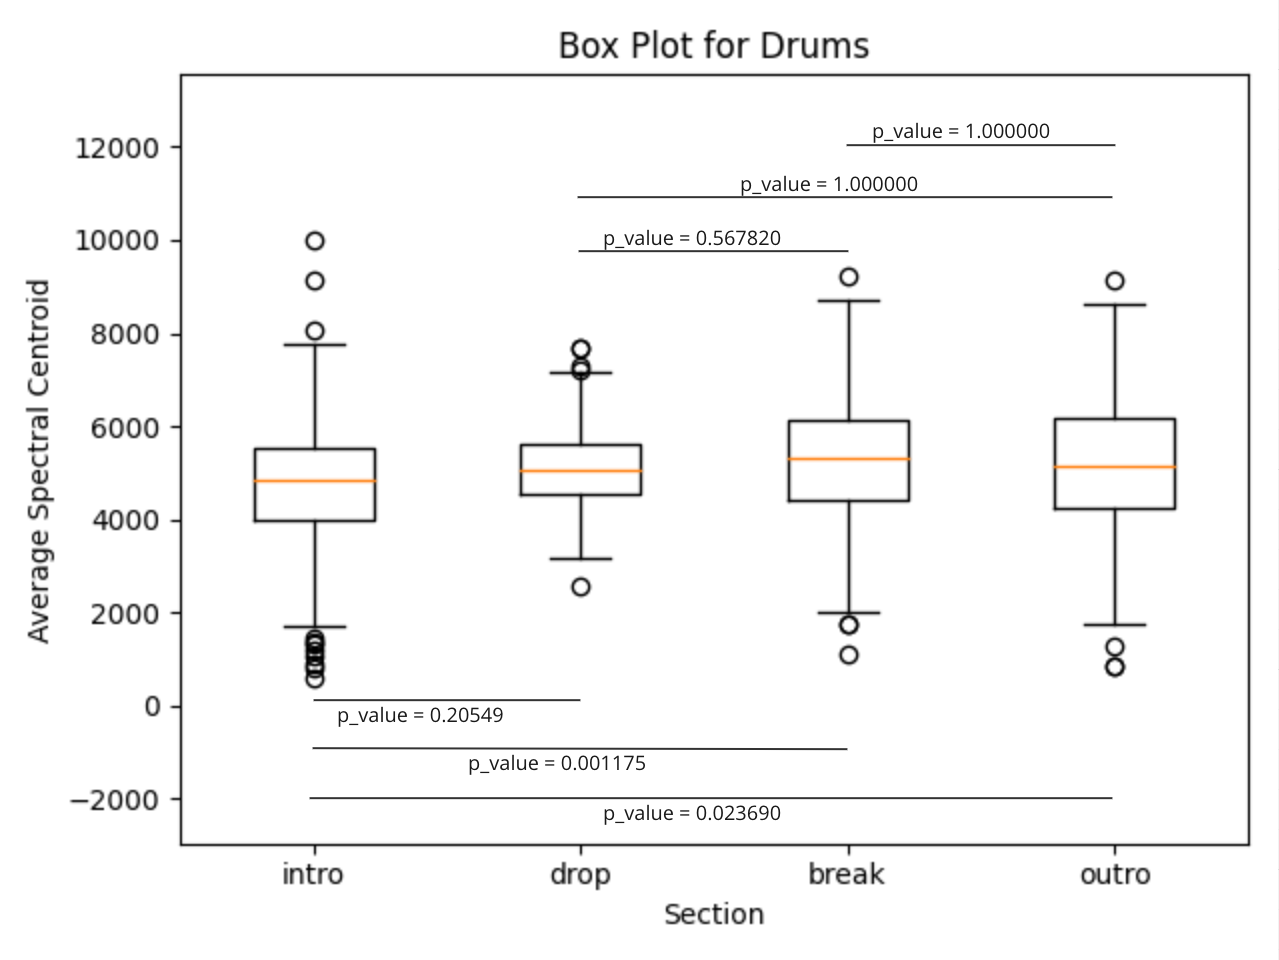 Box Plot for Drums
12000
10000
8000
6000
4000
2000
0
−2000
Average Spectral Centroid
p_value = 1.000000
p_value = 1.000000
p_value = 0.567820
p_value = 0.20549
p_value = 0.001175
p_value = 0.023690
intro
drop
break
outro
Section